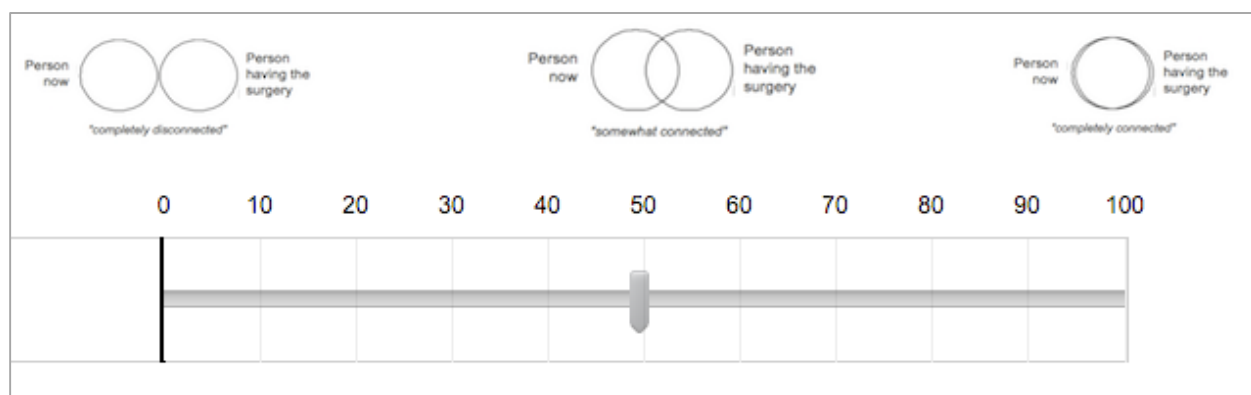 Person
now
Person
having the
surgery
"completely disconnected"
Person
now
Person
having the
surgery
"somewhat connected"
Person
now
Person
having the
surgery
"completely connected"
0 10 20 30 40 50 60 70 80 90 100